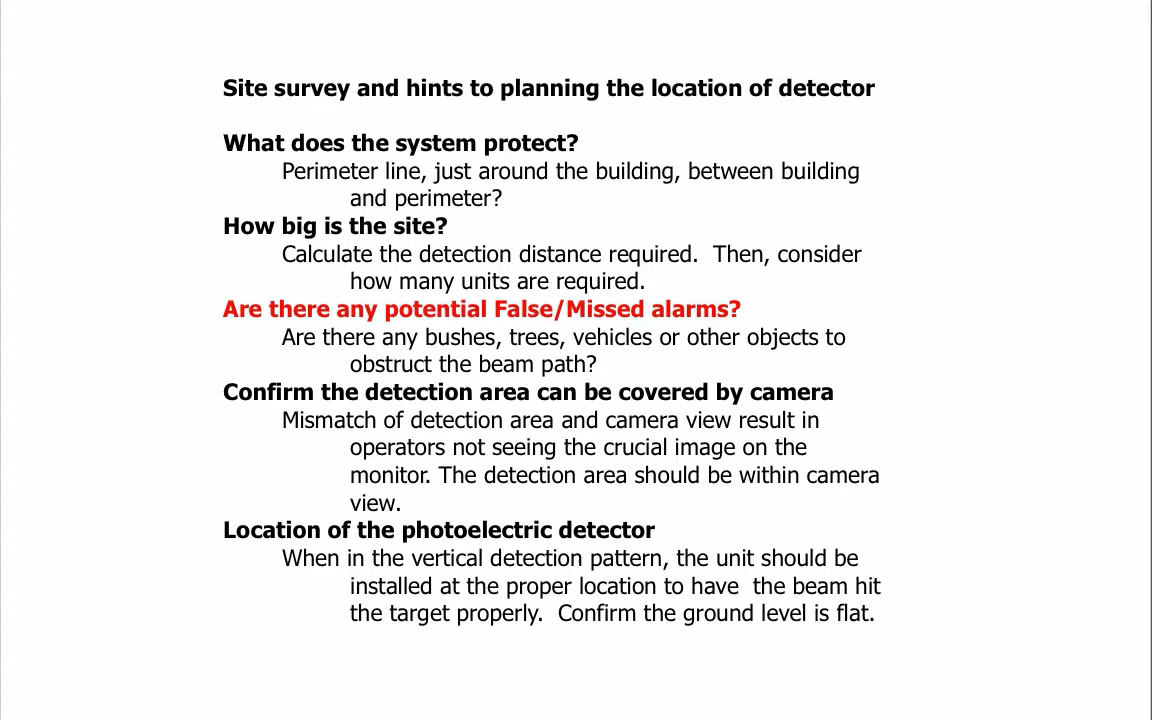 Site survey and hints to planning the location of detector
What does the system protect?
Perimeter line, just around the building, between building
and perimeter?
How big is the site?
Calculate the detection distance required.  Then, consider
how many units are required.
Are there any potential False/Missed alarms?
Are there any bushes, trees, vehicles or other objects to
obstruct the beam path?
Confirm the detection area can be covered by camera
Mismatch of detection area and camera view result in
operators not seeing the crucial image on the
monitor. The detection area should be within camera
view.
Location of the photoelectric detector
When in the vertical detection pattern, the unit should be
installed at the proper location to have  the beam hit
the target properly.  Confirm the ground level is flat.